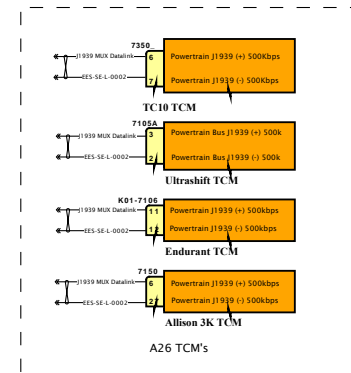 7350_
J1939 MUX Datalink 6 Powertrain J1939 (+) 500Kbps
EES-SE-L-0002 7 Powertrain J1939 (-) 500Kbps
TC10 TCM
7105A
J1939 MUX Datalink 3 Powertrain Bus J1939 (+) 500k
EES-SE-L-0002 2 Powertrain Bus J1939 (-) 500k
Ultrashift TCM
K01-7106
J1939 MUX Datalink 11 Powertrain J1939 (+) 500kbps
EES-SE-L-0002 12 Powertrain J1939 (-) 500kbps
Endurant TCM
7150
J1939 MUX Datalink 6 Powertrain J1939 (+) 500kbps
EES-SE-L-0002 27 Powertrain J1939 (-) 500kbps
Allison 3K TCM
A26 TCM's